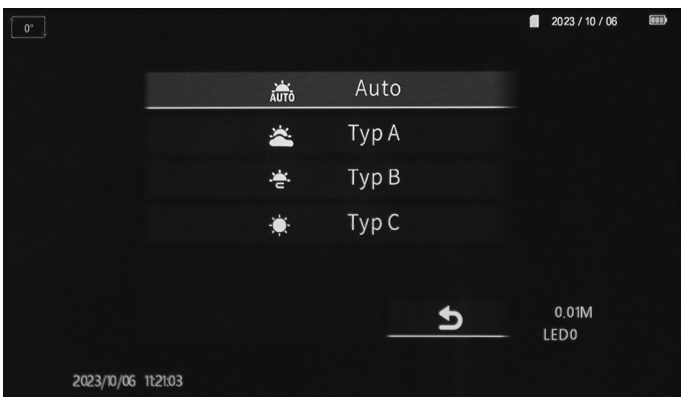 0°
2023 / 10 / 06
AUTO
Auto
Typ A
Typ B
Typ C
0.01M
LED0
2023/10/06 11:21:03